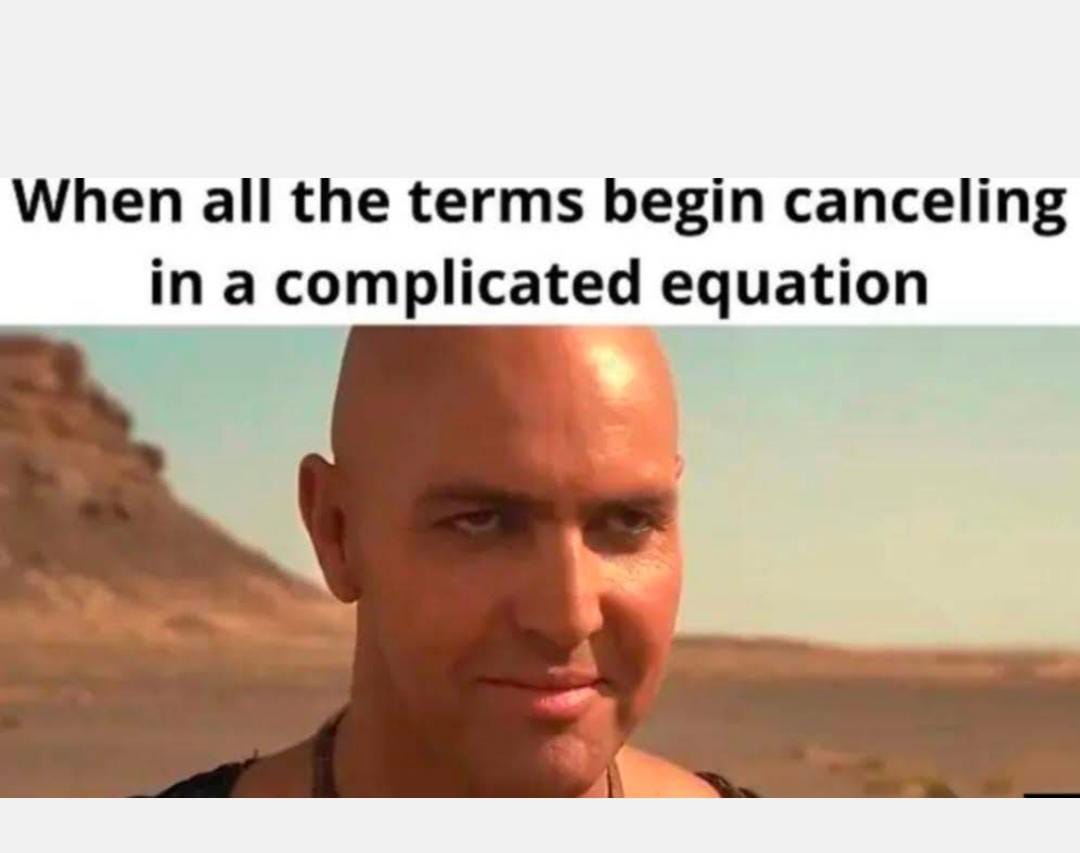 When all the terms begin canceling
in a complicated equation